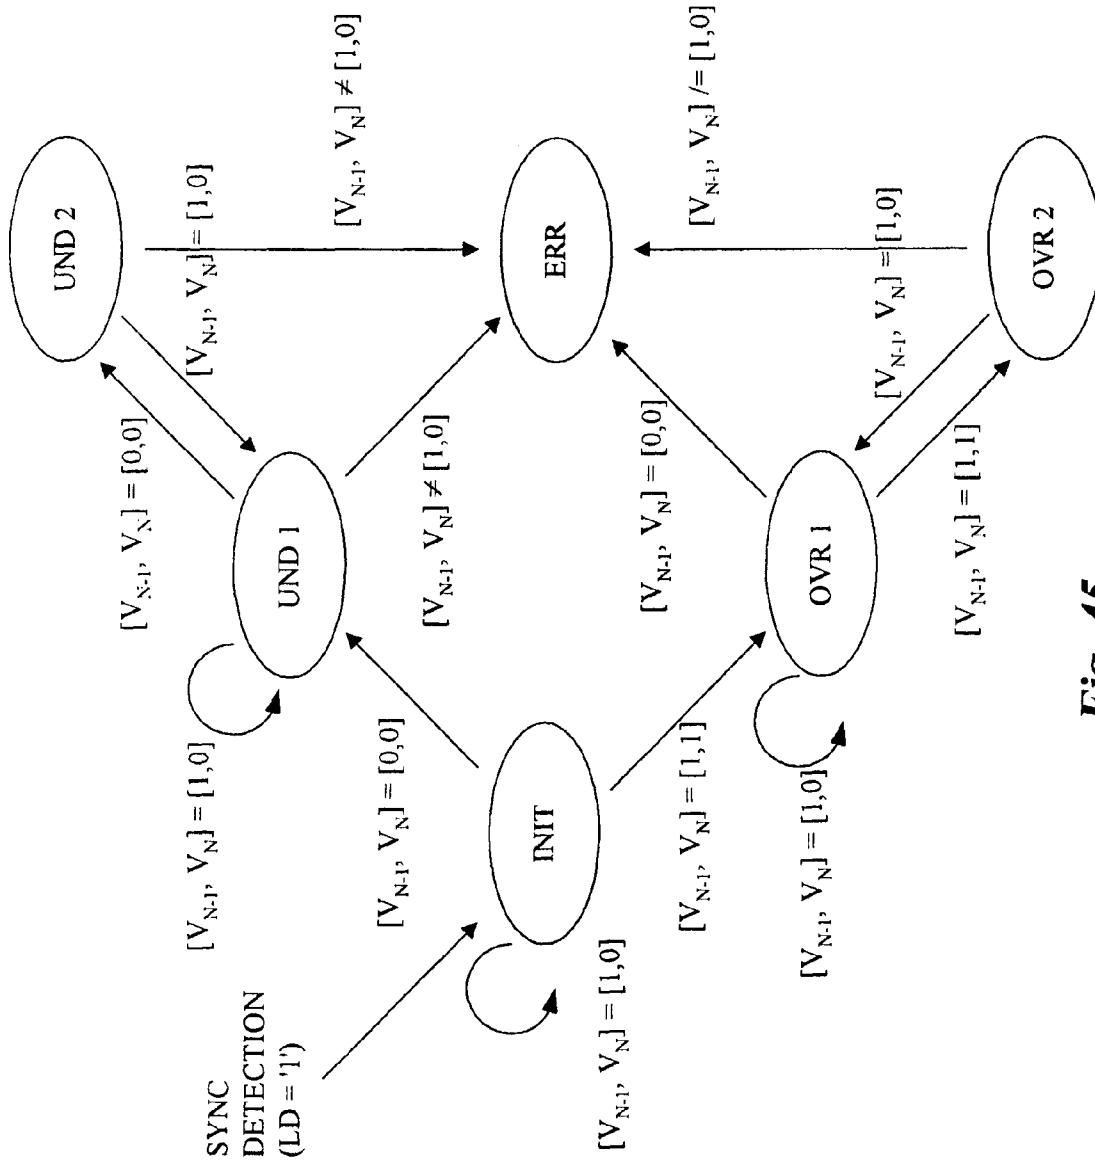 SYNC
DETECTION
(LD = '1')
[V_{N-1}, V_N] = [1,0]
INIT
[V_{N-1}, V_N] = [0,0]
[V_{N-1}, V_N] = [1,1]
[V_{N-1}, V_N] = [1,0]
UND 1
[V_{N-1}, V_N] = [0,0]
[V_{N-1}, V_N] ≠ [1,0]
[V_{N-1}, V_N] = [1,0]
OVR 1
[V_{N-1}, V_N] = [0,0]
[V_{N-1}, V_N] = [1,1]
UND 2
[V_{N-1}, V_N] = [1,0]
[V_{N-1}, V_N] ≠ [1,0]
ERR
[V_{N-1}, V_N] /= [1,0]
[V_{N-1}, V_N] = [1,0]
OVR 2
Fig. 45